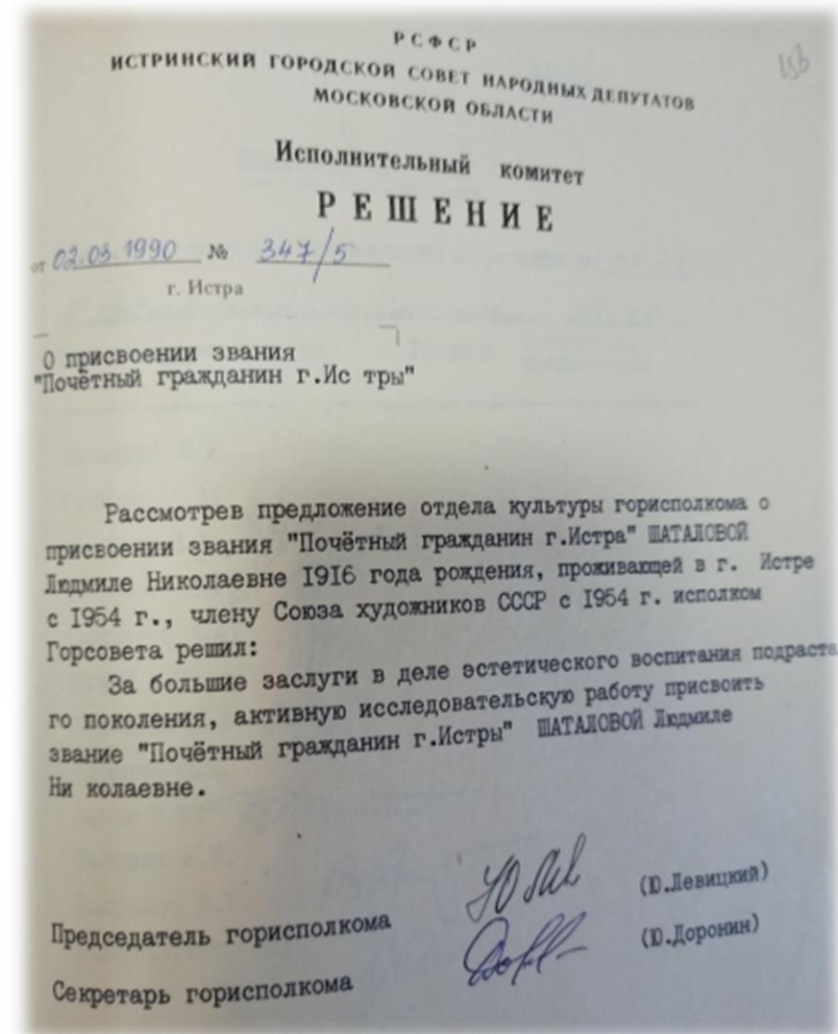 РСФСР
ИСТРИНСКИЙ ГОРОДСКОЙ СОВЕТ НАРОДНЫХ ДЕПУТАТОВ
МОСКОВСКОЙ ОБЛАСТИ
Исполнительный комитет
РЕШЕНИЕ
от 02.03.1990 № 347/5
г. Истра
О присвоении звания
"Почётный гражданин г.Ис тры"
Рассмотрев предложение отдела культуры горисполкома о
присвоении звания "Почётный гражданин г.Истра" ШАТАЛОВОЙ
Людмиле Николаевне 1916 года рождения, проживающей в г. Истре
с 1954 г., члену Союза художников СССР с 1954 г. исполком
Горсовета решил:
За большие заслуги в деле эстетического воспитания подраста
го поколения, активную исследовательскую работу присвоить
звание "Почётный гражданин г.Истры" ШАТАЛОВОЙ Людмиле
Ни колаевне.
(Ю.Левицкий)
Председатель горисполкома
(Ю.Доронин)
Секретарь горисполкома